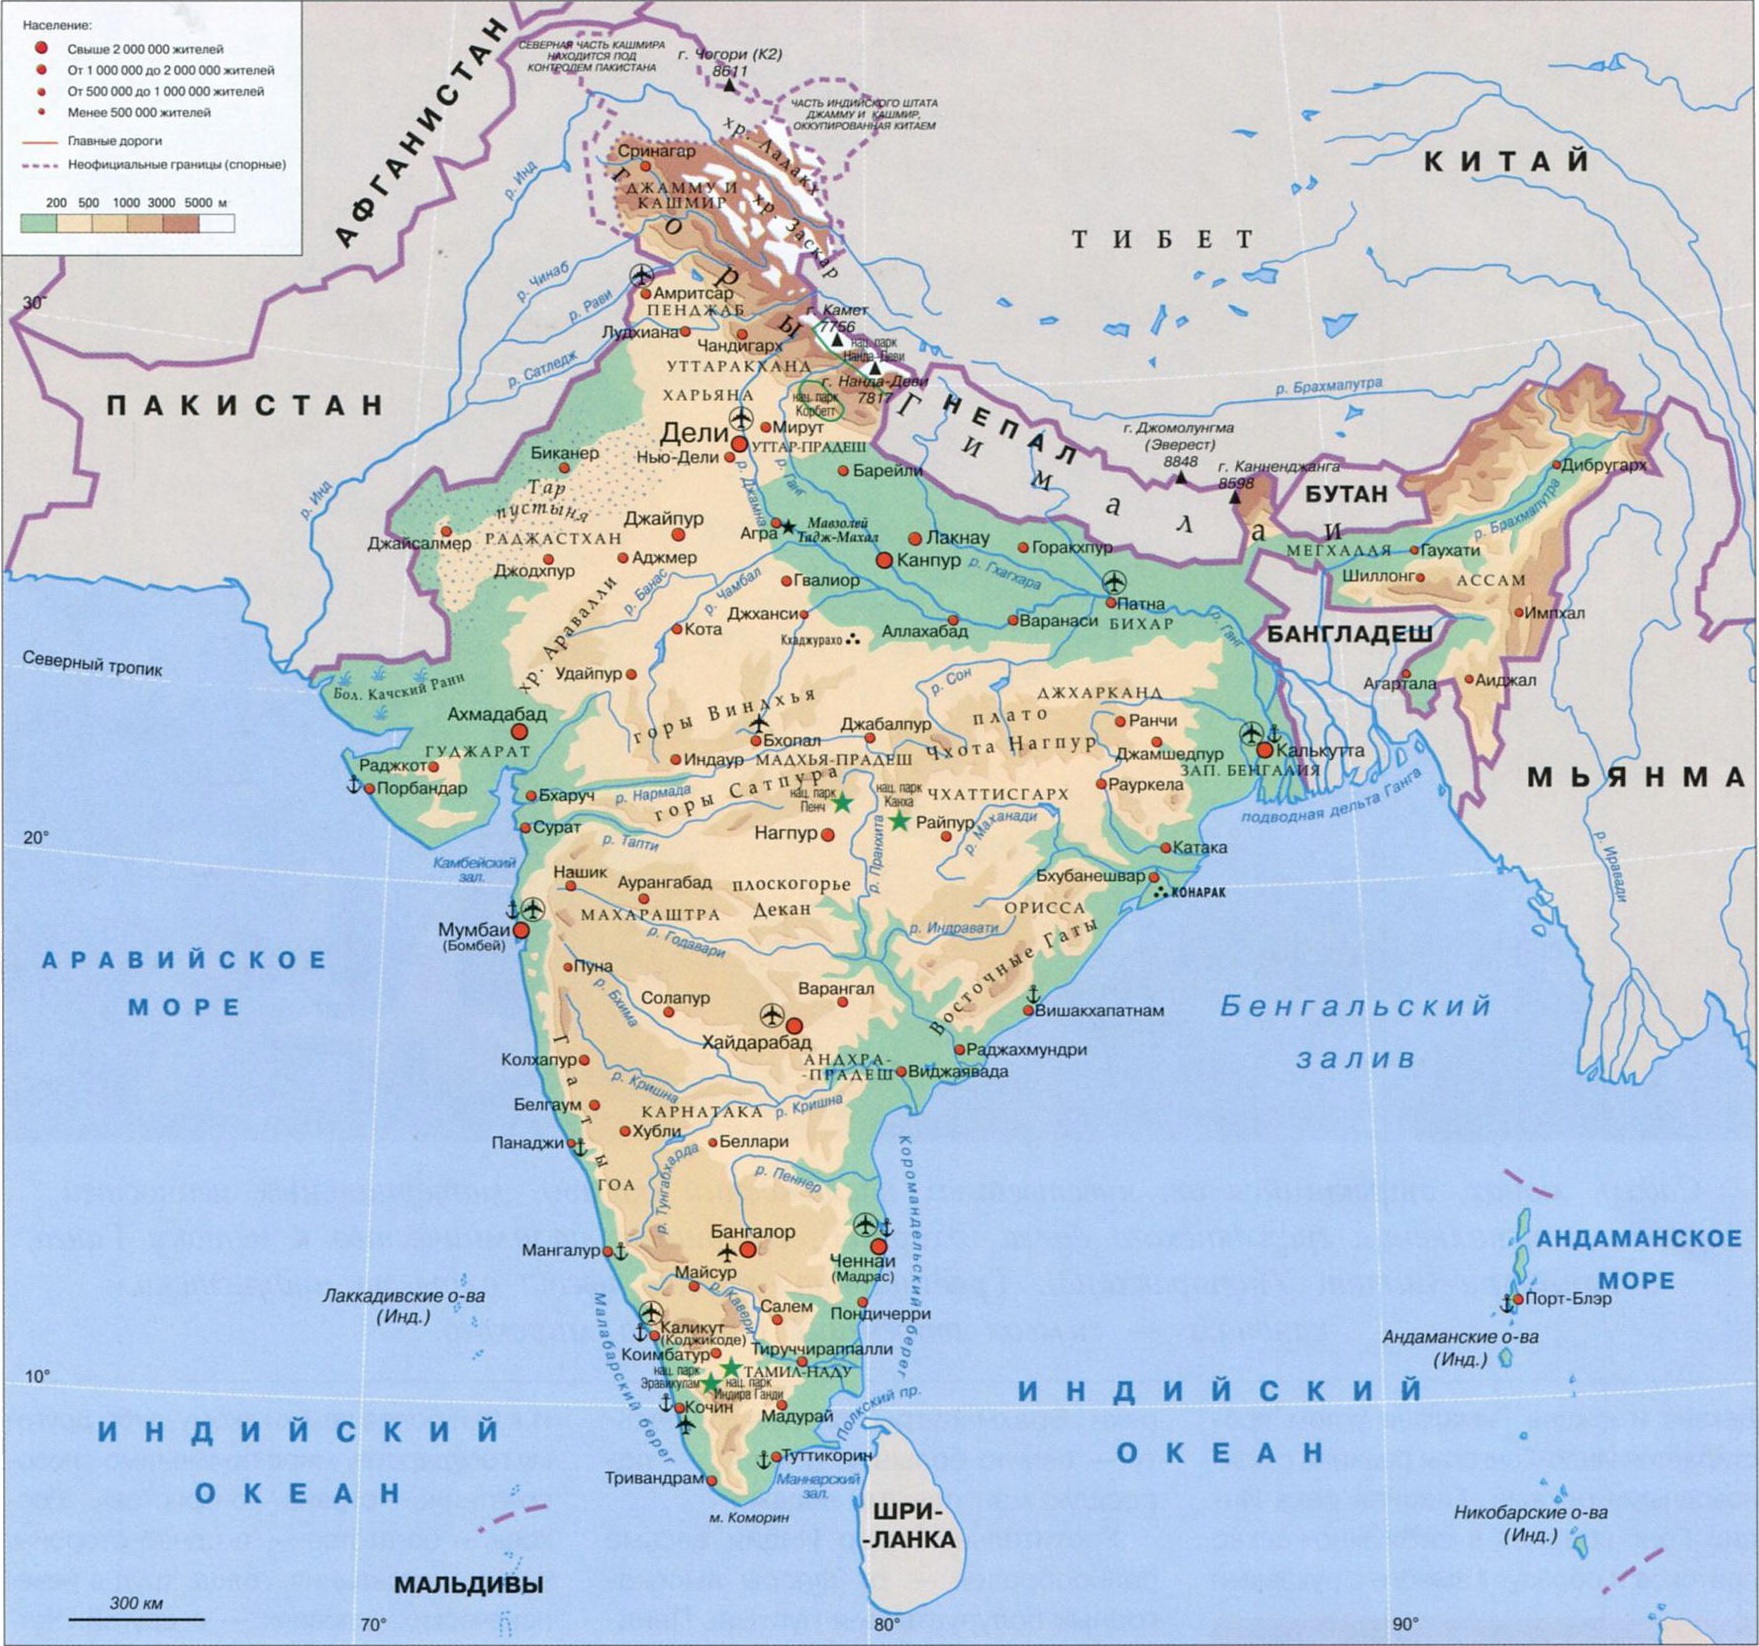 Население:
Свыше 2 000 000 жителей
От 1 000 000 до 2 000 000 жителей
От 500 000 до 1 000 000 жителей
Менее 500 000 жителей
Главные дороги
Неофициальные границы (спорные)
200 500 1000 3000 5000 м
СЕВЕРНАЯ ЧАСТЬ КАШМИРА
НАХОДИТСЯ ПОД
КОНТРОЛЕМ ПАКИСТАНА
г. Чогори (К2)
8611
ЧАСТЬ ИНДИЙСКОГО ШТАТА
ДЖАММУ И КАШМИР,
ОККУПИРОВАННАЯ КИТАЕМ
АФГАНИСТАН
КИТАЙ
ТИБЕТ
ПАКИСТАН
НЕПАЛ
БУТАН
БАНГЛАДЕШ
МЬЯНМА
хр. Ладакх
хр. Заскар
Сринагар
ДЖАММУ И
КАШМИР
Горы
Гималаи
р. Инд
р. Чинаб
р. Рави
р. Сатледж
р. Инд
30°
Амритсар
ПЕНДЖАБ
Лудхиана
Чандигарх
г. Камет
7756
нац. парк
Нанда-Деви
г. Нанда-Деви
7817
УТТАРАКХАНД
ХАРЬЯНА
нац. парк
Корбетт
Дели
Мирут
УТТАР-ПРАДЕШ
Нью-Дели
Барейли
р. Ганг
р. Джамна
р. Брахмапутра
г. Джомолунгма
(Эверест)
8848
г. Канненджанга
8598
Дибругарх
р. Брахмапутра
Биканер
Тар
пустыня
Джайпур
РАДЖАСТХАН
Джайсалмер
Джодхпур
Аджмер
Агра
Мавзолей
Тадж-Махал
Лакнау
Канпур
Горакхпур
р. Гхагхара
МЕГХАЛАЯ
Гаухати
Шиллонг
АССАМ
Импхал
Агартала
Аиджал
хр. Аравалли
р. Банас
р. Чамбал
Гвалиор
Джханси
Кота
Кхаджурахо
Аллахабад
Варанаси
Патна
БИХАР
р. Ганг
Северный тропик
Бол. Качский Ранн
Удайпур
Ахмадабад
ГУДЖАРАТ
Раджкот
Порбандар
горы Виндхья
Бхопал
Джабалпур
р. Сон
ДЖХАРКАНД
плато
Чхота Нагпур
Ранчи
Джамшедпур
Калькутта
ЗАП. БЕНГАЛИЯ
Рауркела
подводная дельта Ганга
Индаур
МАДХЬЯ-ПРАДЕШ
горы Сатпура
нац. парк
Пенч
нац. парк
Канха
ЧХАТТИСГАРХ
Бхаруч
р. Нармада
Сурат
р. Тапти
Нагпур
Райпур
р. Маханади
р. Пранхита
Катака
Бхубанешвар
КОНАРАК
20°
Камбейский
зал.
Нашик
Аурангабад
плоскогорье
Декан
МАХАРАШТРА
ОРИССА
р. Индравати
Восточные Гаты
р. Годавари
Мумбаи
(Бомбей)
Пуна
р. Бхима
Солапур
Варангал
Хайдарабад
Вишакхапатнам
Раджахмундри
Виджаявада
АНДХРА-
-ПРАДЕШ
АРАВИЙСКОЕ
МОРЕ
Бенгальский
залив
р. Иравади
Колхапур
Гаты
Белгаум
р. Кришна
р. Кришна
КАРНАТАКА
Панаджи
Хубли
Беллари
ГОА
р. Тунгабхарда
р. Пеннер
Коромандельский берег
Бангалор
Мангалур
Майсур
Ченнаи
(Мадрас)
Пондичерри
Салем
р. Кавери
Лаккадивские о-ва
(Инд.)
Каликут
(Коджикоде)
Коимбатур
Тируччираппалли
нац. парк
Эравикулам
нац. парк
Индира Ганди
ТАМИЛ-НАДУ
Малабарский берег
Кочин
Мадурай
Полкский пр.
Туттикорин
Тривандрам
Маннарский
зал.
м. Коморин
ШРИ-
-ЛАНКА
МАЛЬДИВЫ
АНДАМАНСКОЕ
МОРЕ
Порт-Блэр
Андаманские о-ва
(Инд.)
Никобарские о-ва
(Инд.)
10°
ИНДИЙСКИЙ
ОКЕАН
ИНДИЙСКИЙ
ОКЕАН
300 км
70°
80°
90°